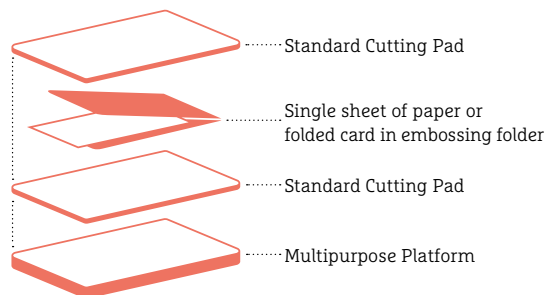 Standard Cutting Pad
Single sheet of paper or
folded card in embossing folder
Standard Cutting Pad
Multipurpose Platform